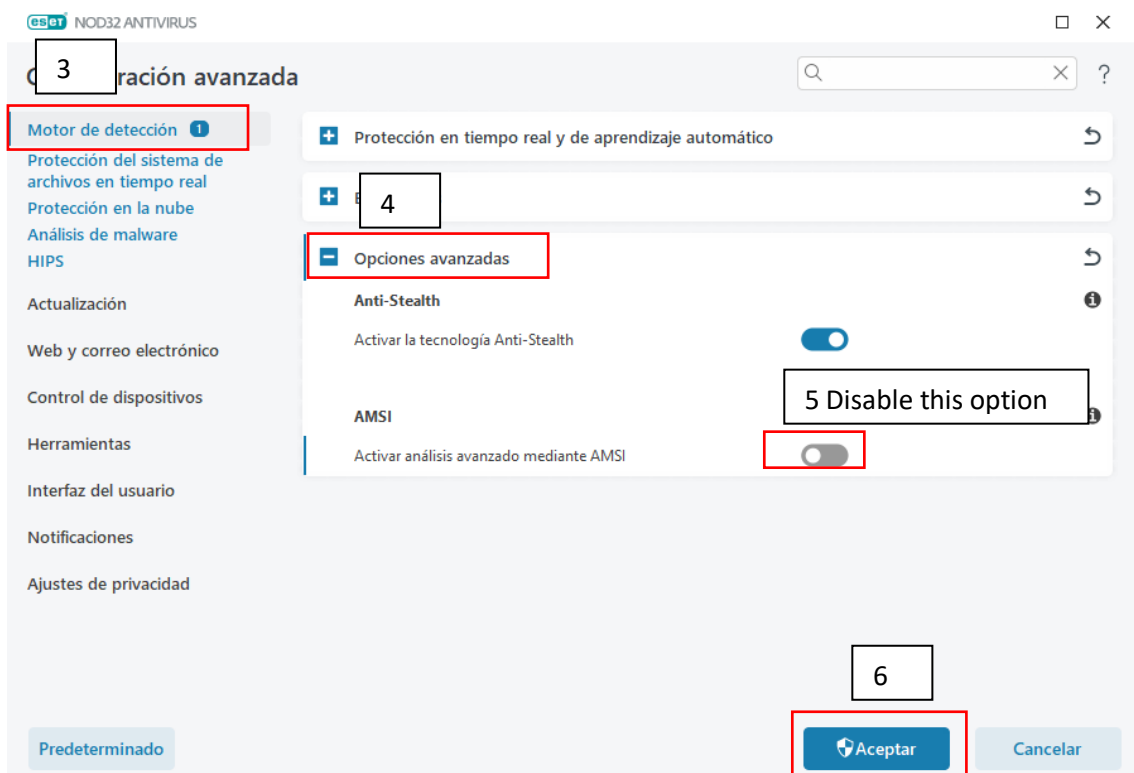 eset NOD32 ANTIVIRUS
3
ración avanzada
?
Motor de detección 1
Protección del sistema de
archivos en tiempo real
Protección en la nube
Análisis de malware
HIPS
Actualización
Web y correo electrónico
Control de dispositivos
Herramientas
Interfaz del usuario
Notificaciones
Ajustes de privacidad
Protección en tiempo real y de aprendizaje automático
4
Opciones avanzadas
Anti-Stealth
Activar la tecnología Anti-Stealth
5 Disable this option
AMSI
Activar análisis avanzado mediante AMSI
6
Predeterminado
Aceptar
Cancelar